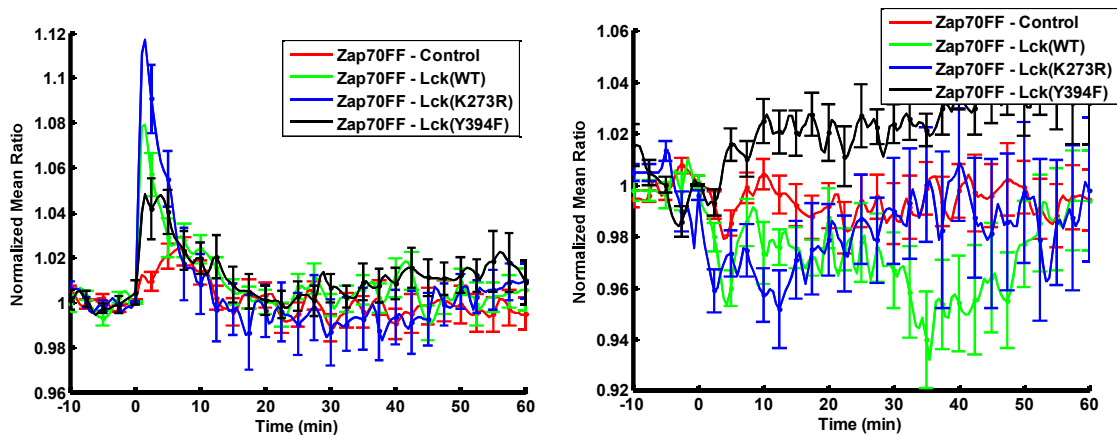 1.12
1.10
1.08
1.06
1.04
1.02
1
0.98
0.96
Normalized Mean Ratio
-10 0 10 20 30 40 50 60
Time (min)
Zap70FF - Control
Zap70FF - Lck(WT)
Zap70FF - Lck(K273R)
Zap70FF - Lck(Y394F)
1.06
1.04
1.02
1
0.98
0.96
0.94
0.92
Normalized Mean Ratio
-10 0 10 20 30 40 50 60
Time (min)
Zap70FF - Control
Zap70FF - Lck(WT)
Zap70FF - Lck(K273R)
Zap70FF - Lck(Y394F)